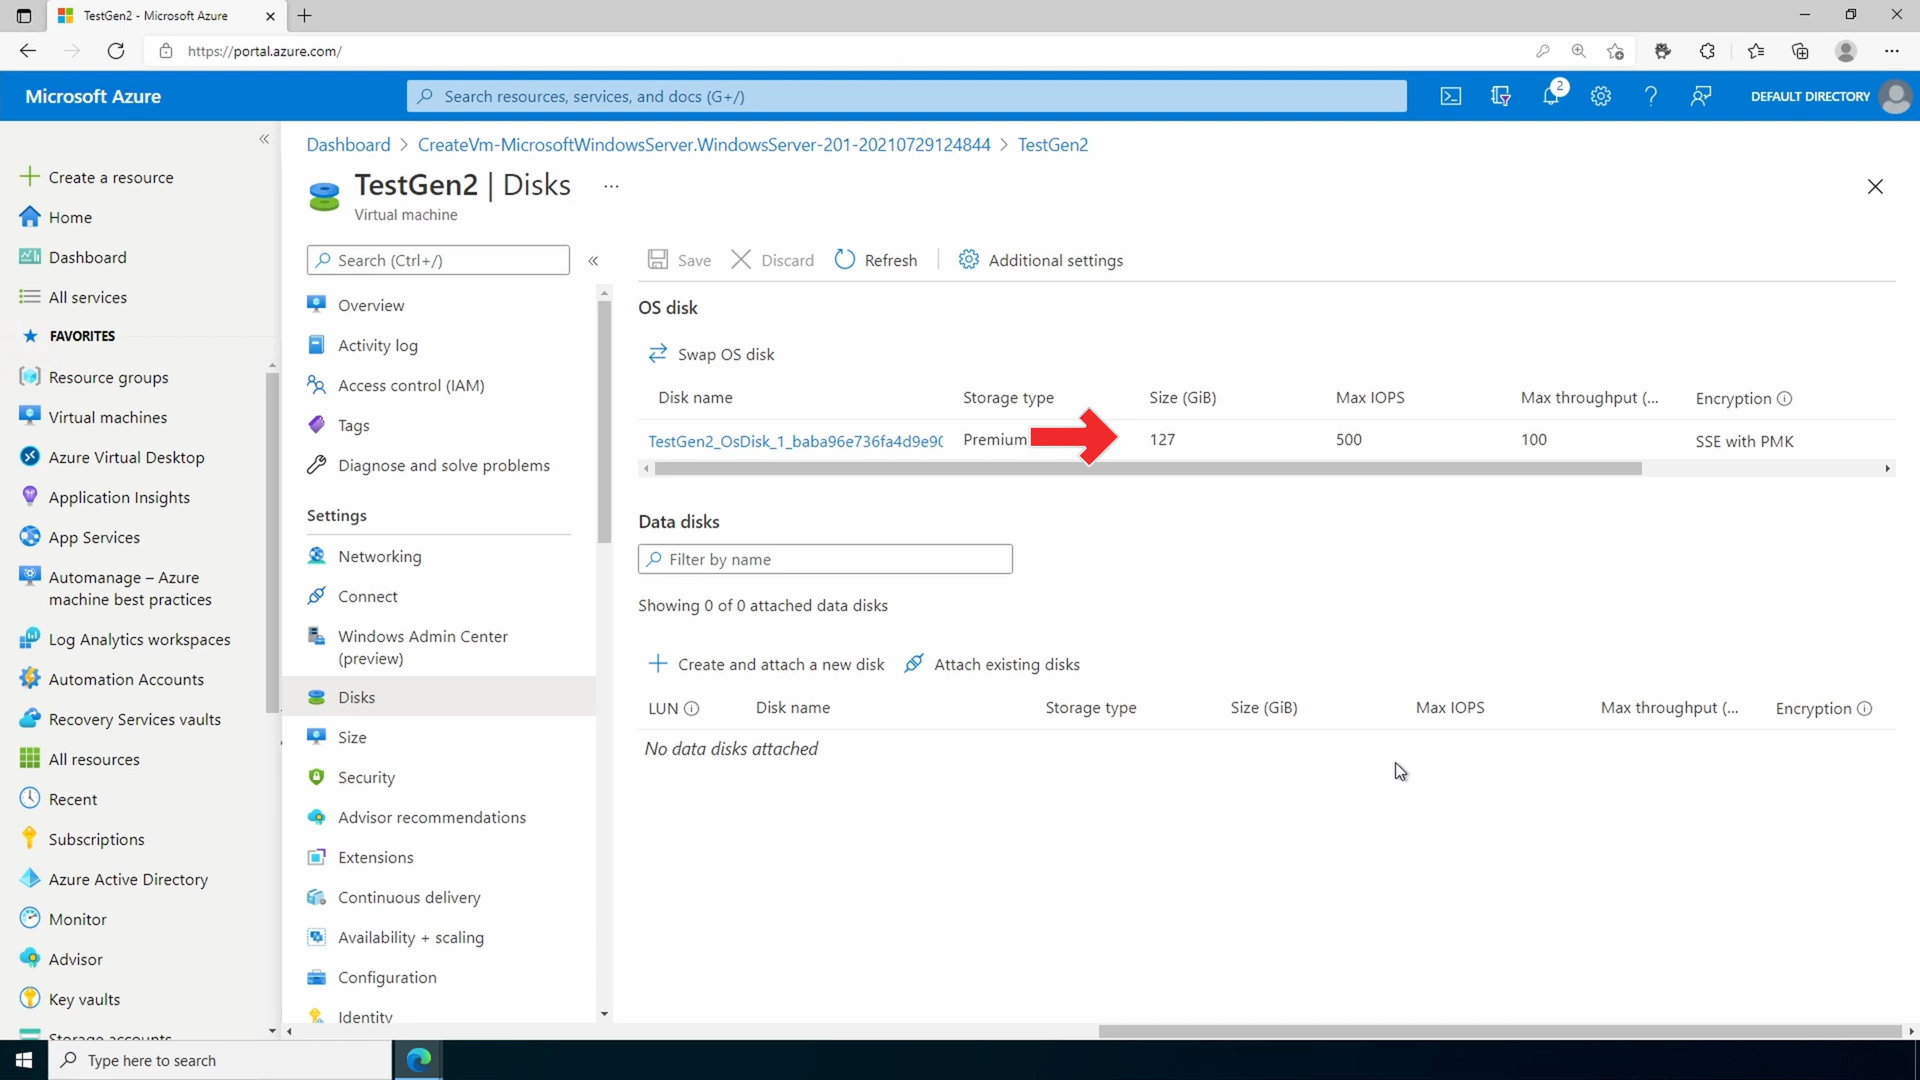 TestGen2 - Microsoft Azure
https://portal.azure.com/
Microsoft Azure
Search resources, services, and docs (G+/)
2
DEFAULT DIRECTORY
Create a resource
Home
Dashboard
All services
FAVORITES
Resource groups
Virtual machines
Azure Virtual Desktop
Application Insights
App Services
Automanage – Azure
machine best practices
Log Analytics workspaces
Automation Accounts
Recovery Services vaults
All resources
Recent
Subscriptions
Azure Active Directory
Monitor
Advisor
Key vaults
Storage accounts
Dashboard > CreateVm-MicrosoftWindowsServer.WindowsServer-201-20210729124844 > TestGen2
TestGen2 | Disks ...
Virtual machine
Search (Ctrl+/)
Overview
Activity log
Access control (IAM)
Tags
Diagnose and solve problems
Settings
Networking
Connect
Windows Admin Center
(preview)
Disks
Size
Security
Advisor recommendations
Extensions
Continuous delivery
Availability + scaling
Configuration
Identity
Save Discard Refresh Additional settings
OS disk
Swap OS disk
Disk name Storage type Size (GiB) Max IOPS Max throughput (... Encryption
TestGen2_OsDisk_1_baba96e736fa4d9e90 Premium 127 500 100 SSE with PMK
Data disks
Filter by name
Showing 0 of 0 attached data disks
Create and attach a new disk Attach existing disks
LUN Disk name Storage type Size (GiB) Max IOPS Max throughput (... Encryption
No data disks attached
Type here to search